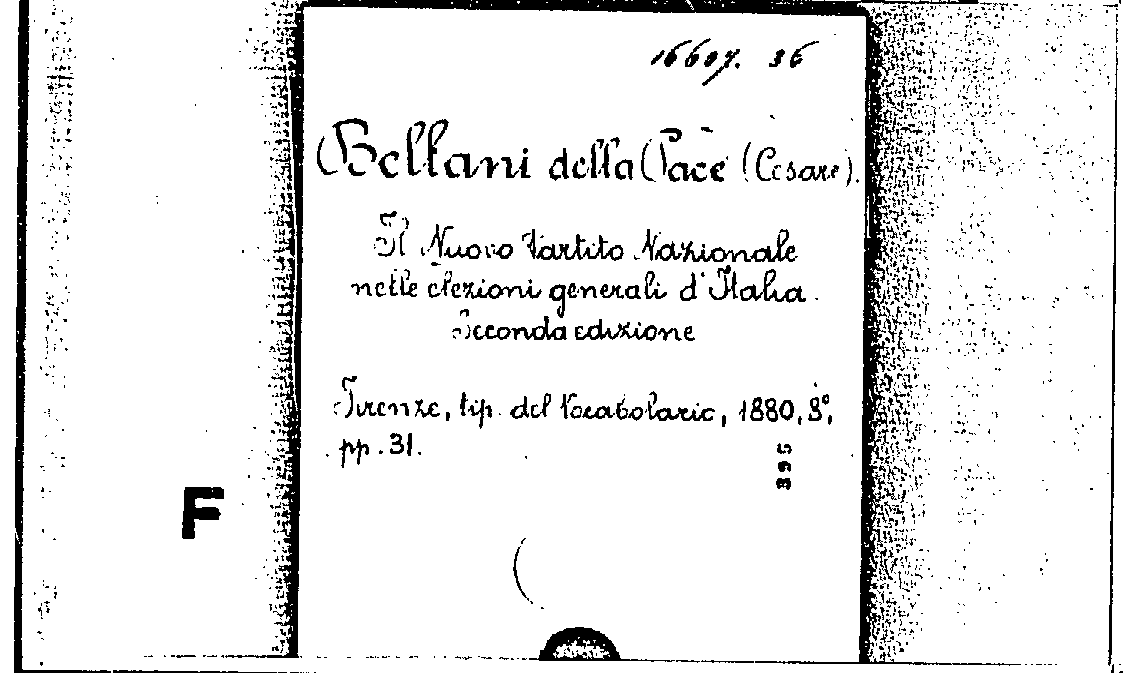 16607. 36
Bellani della Pace (Cesare).
Il Nuovo Partito Nazionale
nelle elezioni generali d'Italia.
Seconda edizione
Firenze, tip. del Vocabolario, 1880, 8°,
pp. 31.
395
F